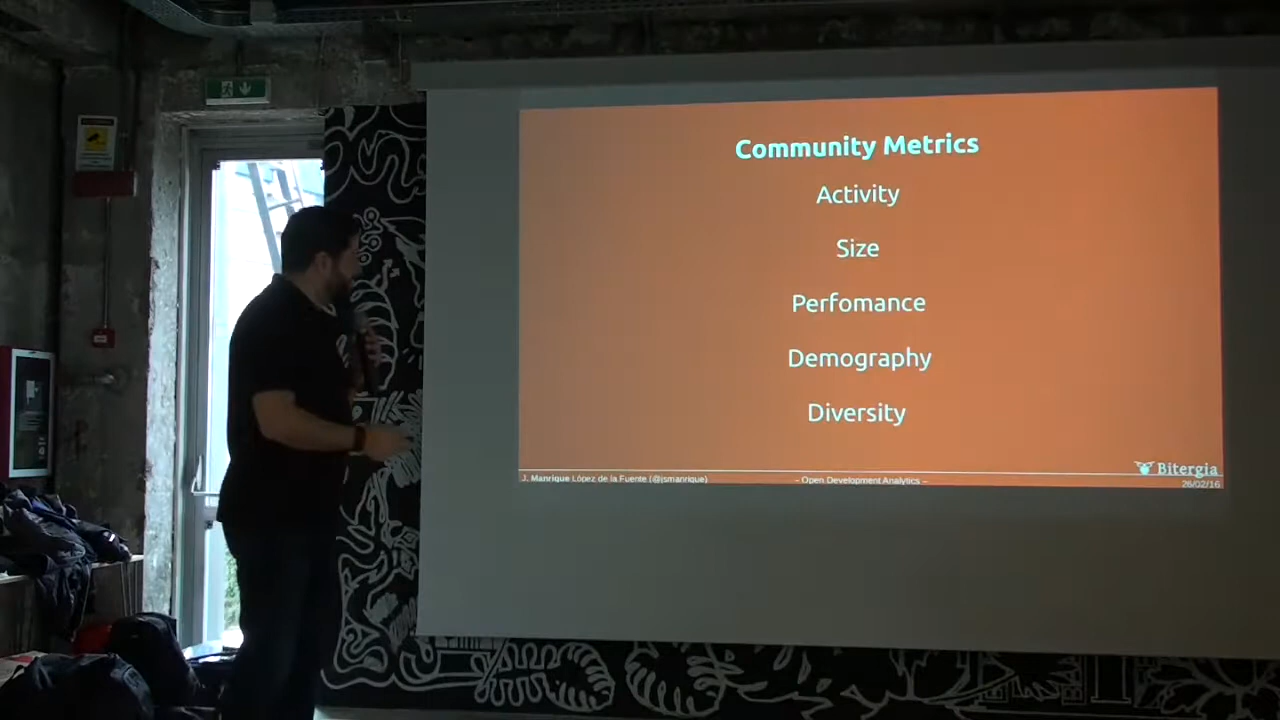 Community Metrics
Activity
Size
Perfomance
Demography
Diversity
Bitergia
J. Manrique López de la Fuente (@jsmanrique)
– Open Development Analytics –
26/02/16